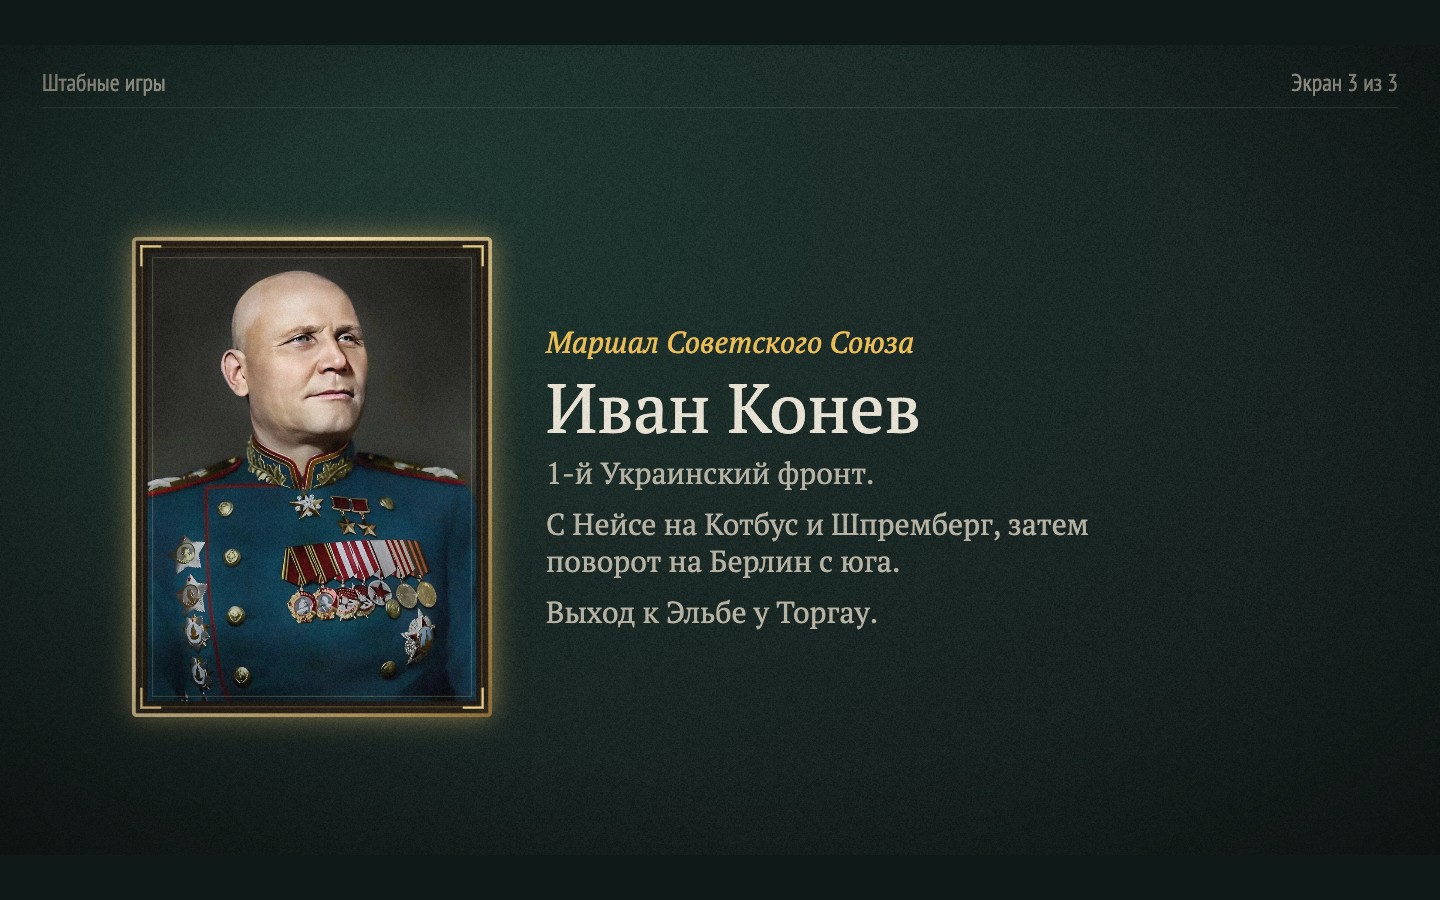 Штабные игры
Экран 3 из 3
Маршал Советского Союза
Иван Конев
1-й Украинский фронт.
С Нейсе на Котбус и Шпремберг, затем
поворот на Берлин с юга.
Выход к Эльбе у Торгау.